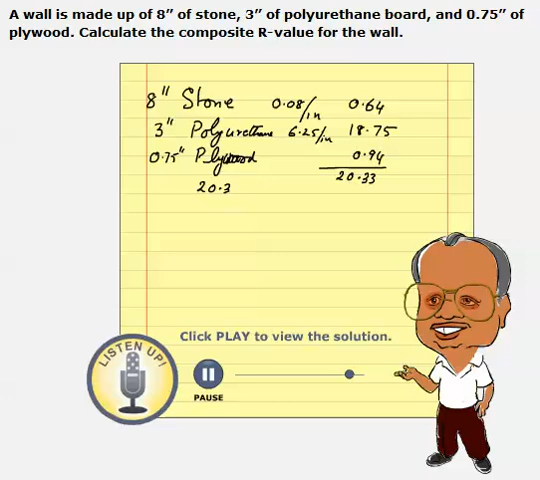 A wall is made up of 8” of stone, 3” of polyurethane board, and 0.75” of
plywood. Calculate the composite R-value for the wall.
8" Stone 0.08/in 0.64
3" Polyurethane 6.25/in 18.75
0.75" Plywood 0.94
20.33
20.3
Click PLAY to view the solution.
LISTEN UP!
PAUSE